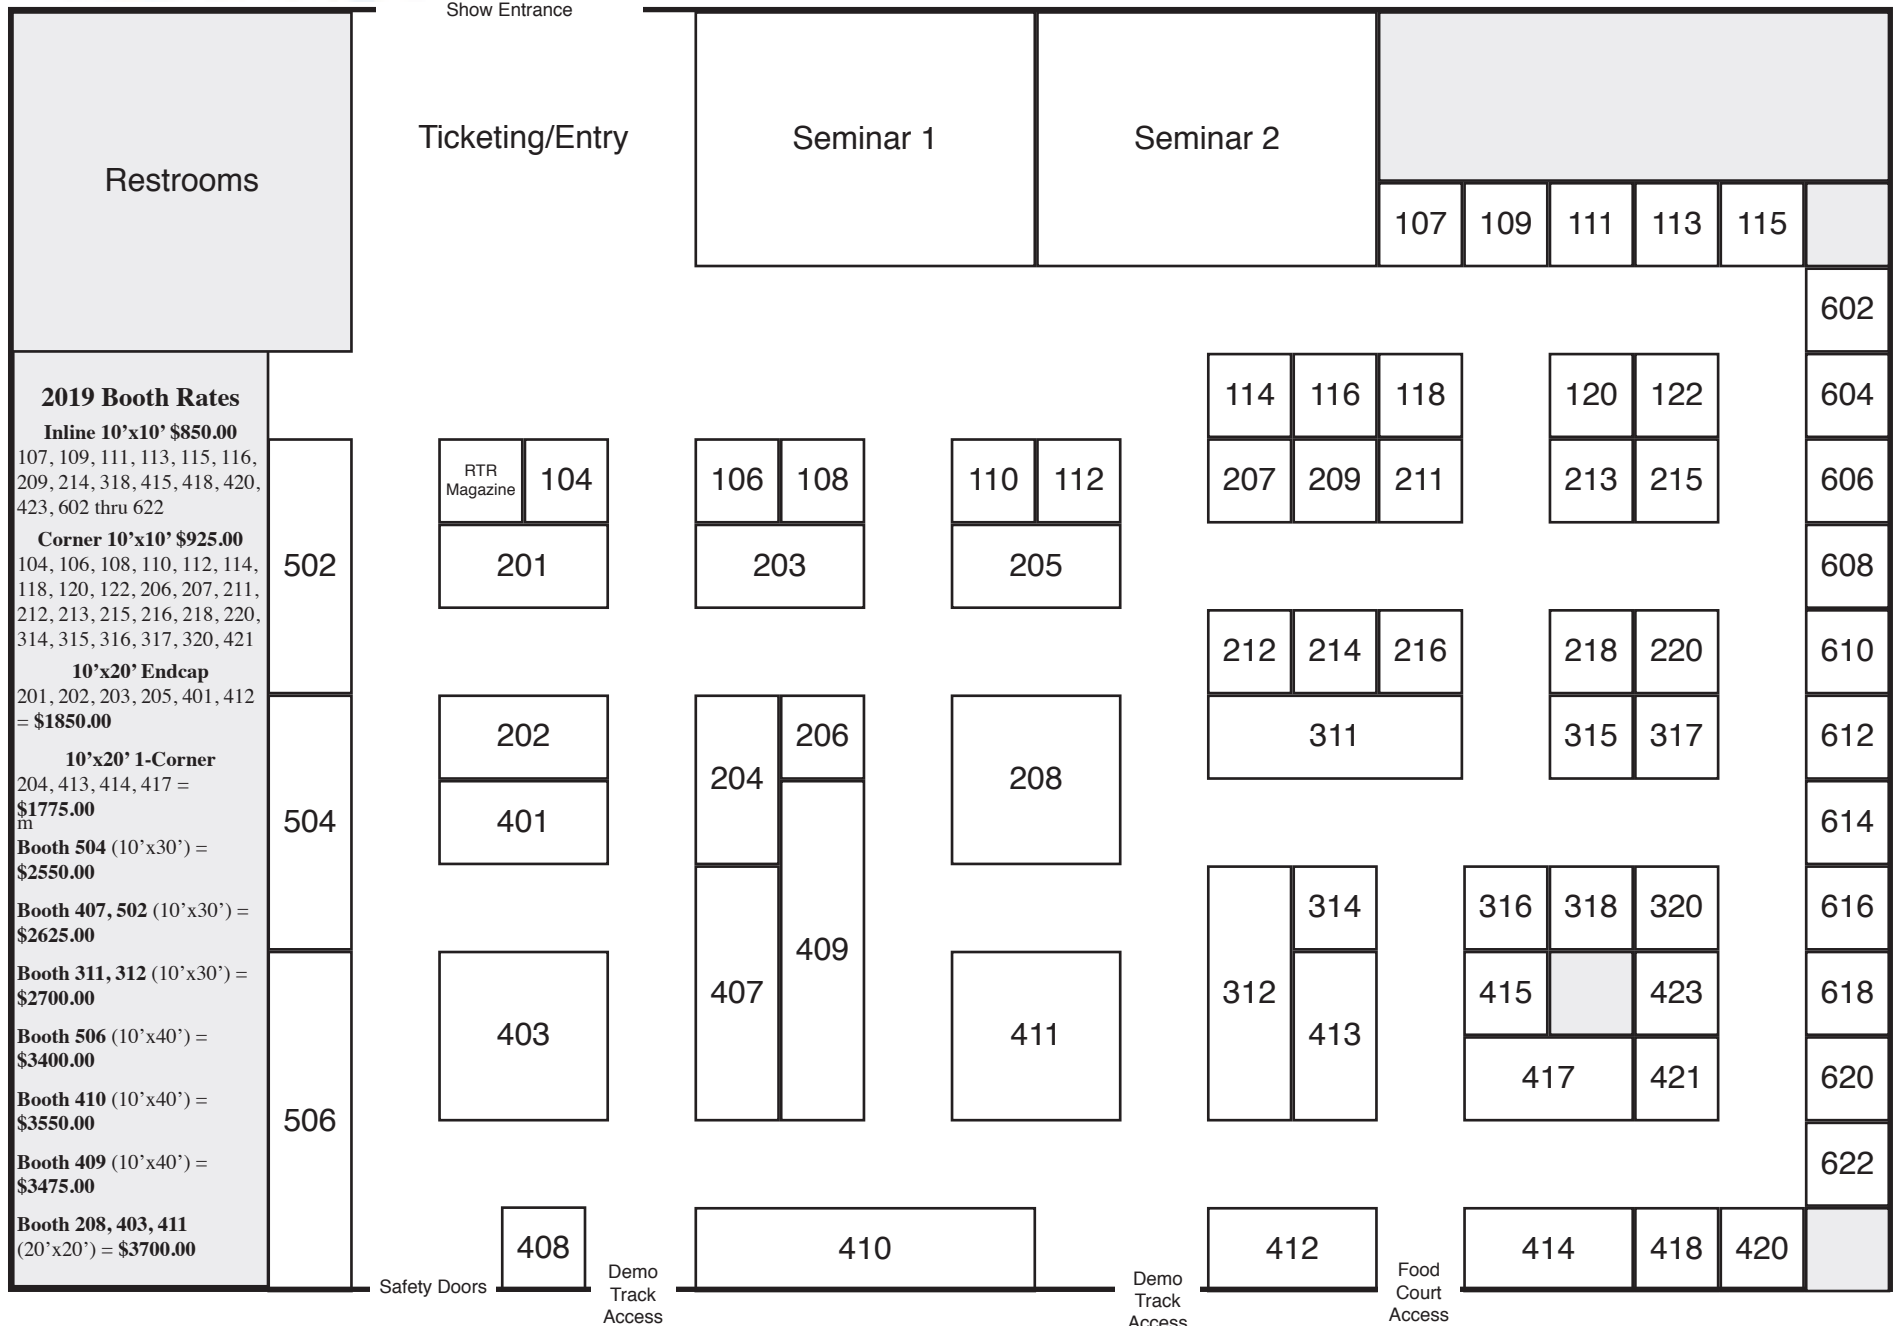 Show Entrance
Restrooms
Ticketing/Entry
Seminar 1
Seminar 2
107 109 111 113 115
602
604
606
608
610
612
614
616
618
620
622
2019 Booth Rates
Inline 10’x10’ $850.00
107, 109, 111, 113, 115, 116,
209, 214, 318, 415, 418, 420,
423, 602 thru 622
Corner 10’x10’ $925.00
104, 106, 108, 110, 112, 114,
118, 120, 122, 206, 207, 211,
212, 213, 215, 216, 218, 220,
314, 315, 316, 317, 320, 421
10’x20’ Endcap
201, 202, 203, 205, 401, 412
= $1850.00
10’x20’ 1-Corner
204, 413, 414, 417 =
$1775.00
m
Booth 504 (10’x30’) =
$2550.00
Booth 407, 502 (10’x30’) =
$2625.00
Booth 311, 312 (10’x30’) =
$2700.00
Booth 506 (10’x40’) =
$3400.00
Booth 410 (10’x40’) =
$3550.00
Booth 409 (10’x40’) =
$3475.00
Booth 208, 403, 411
(20’x20’) = $3700.00
502
504
506
RTR
Magazine
104
201
202
401
403
106 108
203
204
206
407
409
110 112
205
208
411
114 116 118
207 209 211
212 214 216
311
312
314
413
120 122
213 215
218 220
315 317
316 318 320
415
423
417
421
408
410
412
414
418
420
Safety Doors
Demo
Track
Access
Demo
Track
Access
Food
Court
Access